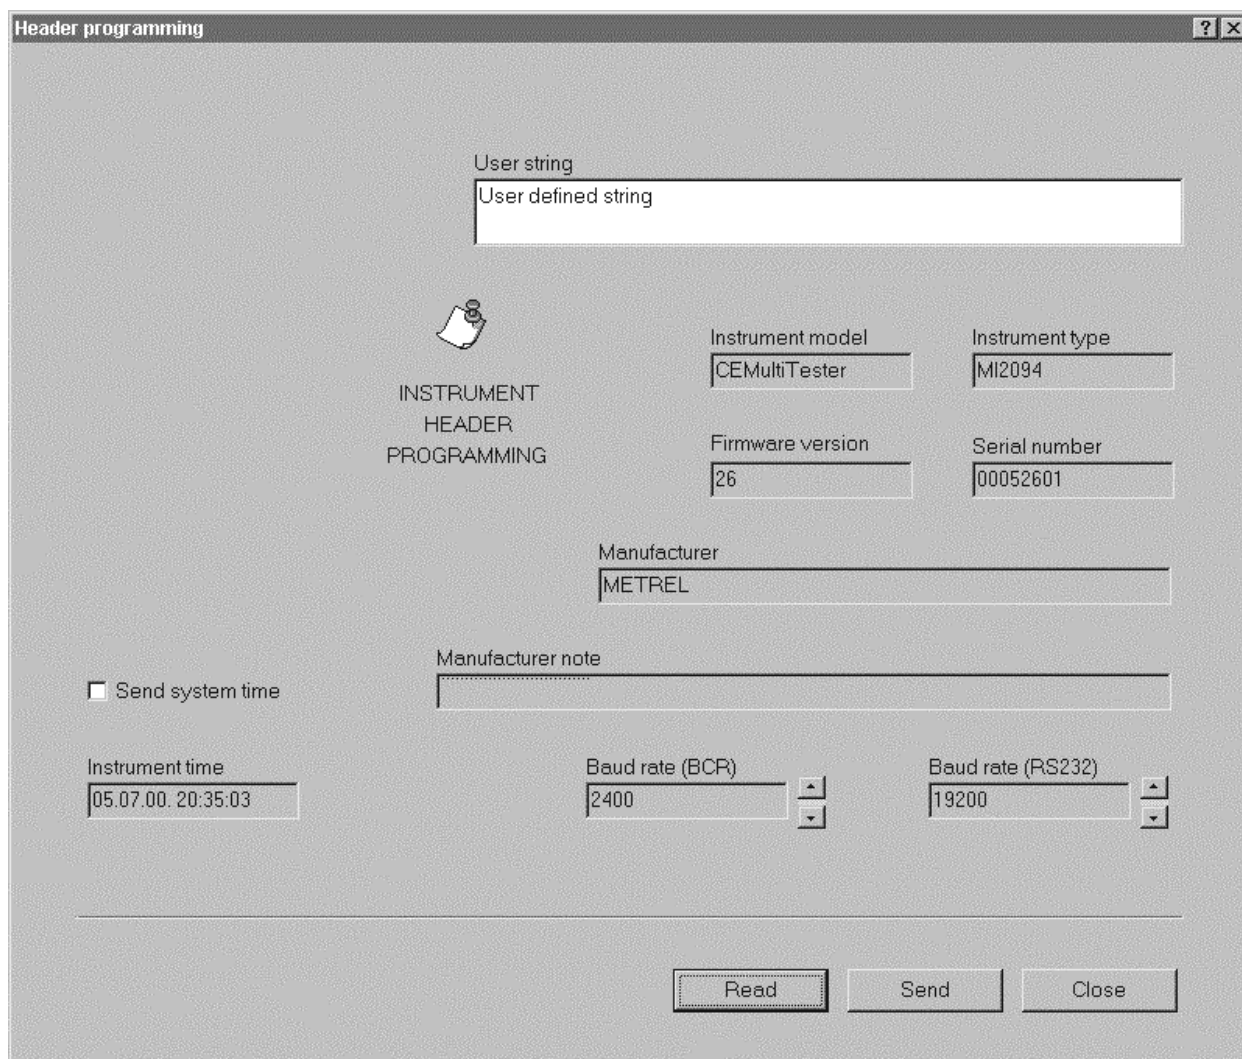 Header programming
User string
User defined string
Instrument model
Instrument type
CEMultiTester
MI2094
INSTRUMENT
HEADER
PROGRAMMING
Firmware version
Serial number
26
00052601
Manufacturer
METREL
Manufacturer note
Send system time
Instrument time
Baud rate (BCR)
Baud rate (RS232)
05.07.00. 20:35:03
2400
19200
Read
Send
Close